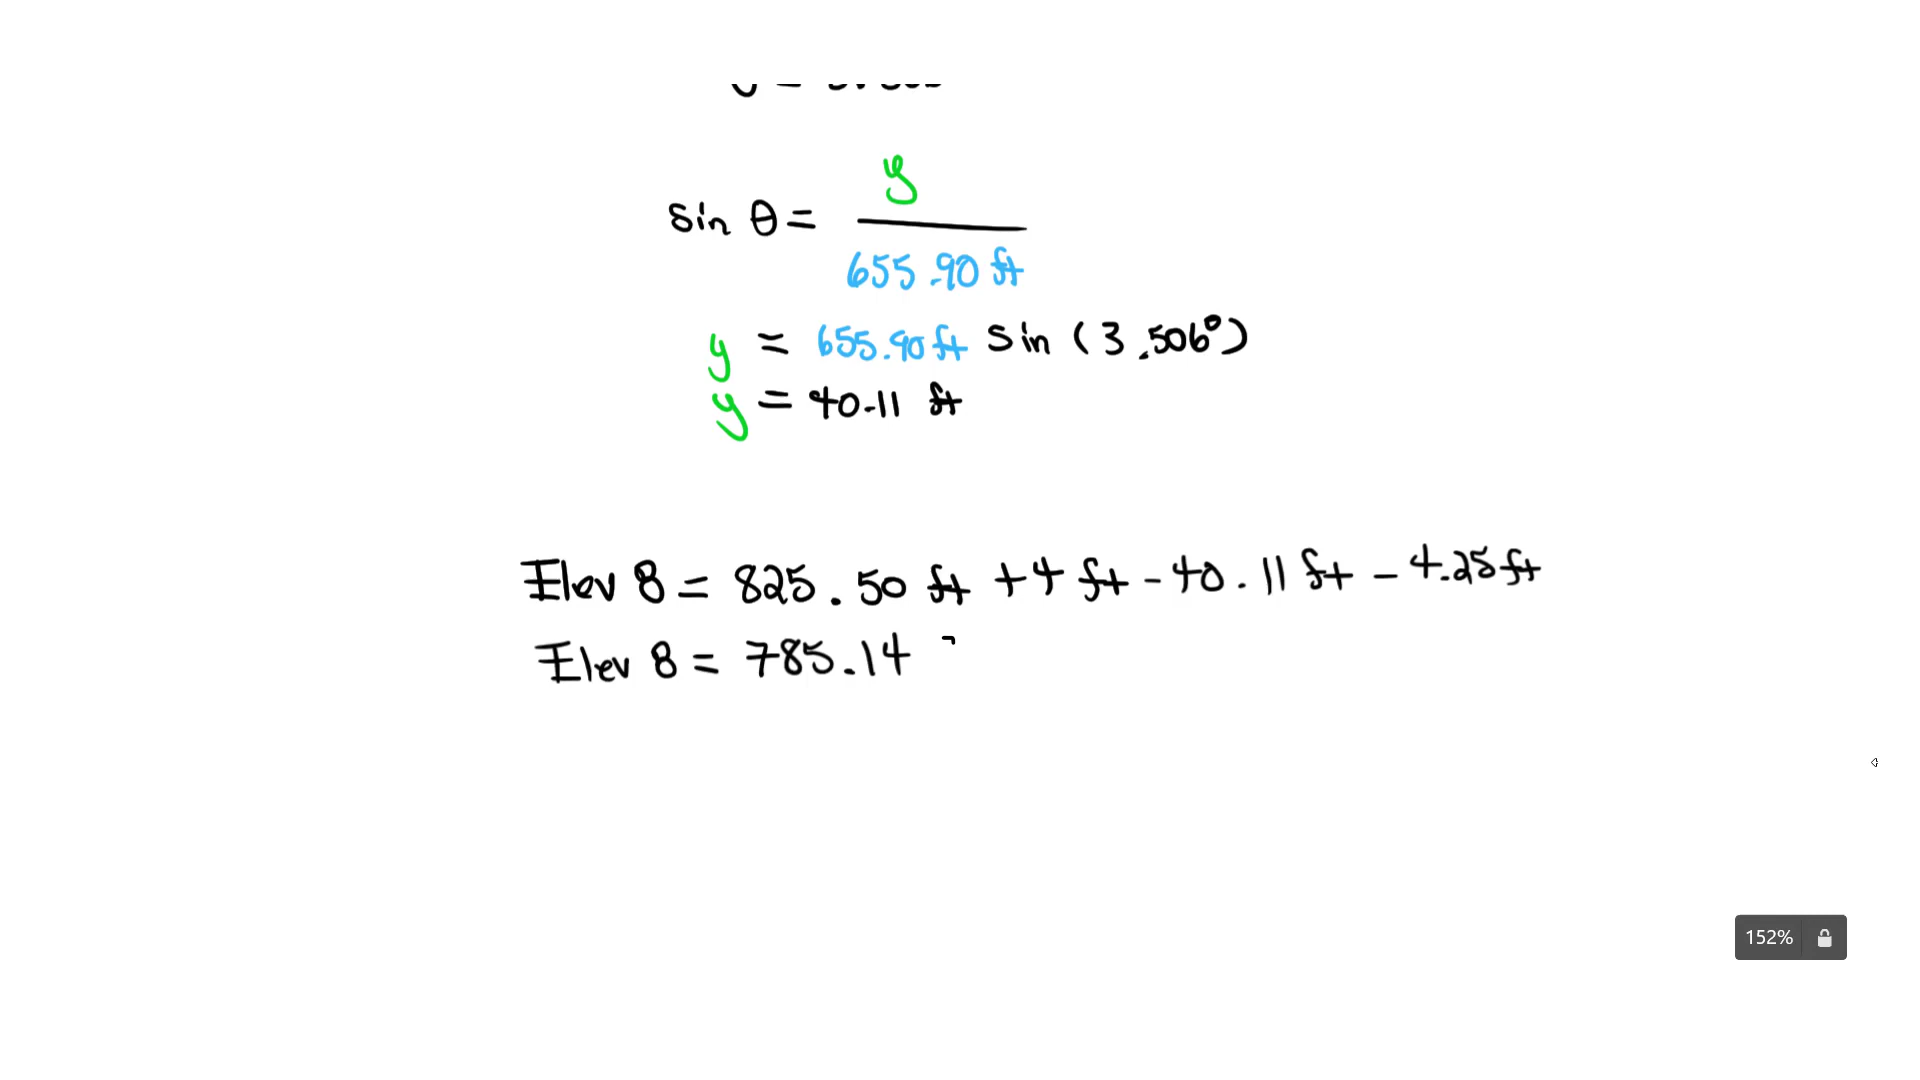 sin θ = y
655.90 ft
y = 655.90 ft sin (3.506°)
y = 40.11 ft
Elev 8 = 825.50 ft + 4 ft - 40.11 ft - 4.25 ft
Elev 8 = 785.14
152%